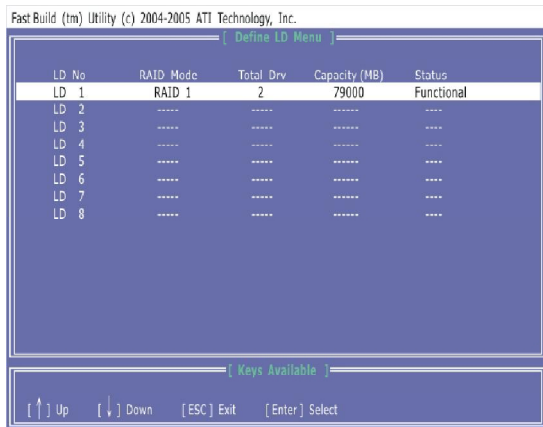 Fast Build (tm) Utility (c) 2004-2005 ATI Technology, Inc.
[ Define LD Menu ]
LD No RAID Mode Total Drv Capacity (MB) Status
LD 1 RAID 1 2 79000 Functional
LD 2 ----- ----- ------ ----
LD 3 ----- ----- ------ ----
LD 4 ----- ----- ------ ----
LD 5 ----- ----- ------ ----
LD 6 ----- ----- ------ ----
LD 7 ----- ----- ------ ----
LD 8 ----- ----- ------ ----
[ Keys Available ]
[ ↑ ] Up [ ↓ ] Down [ESC] Exit [Enter] Select